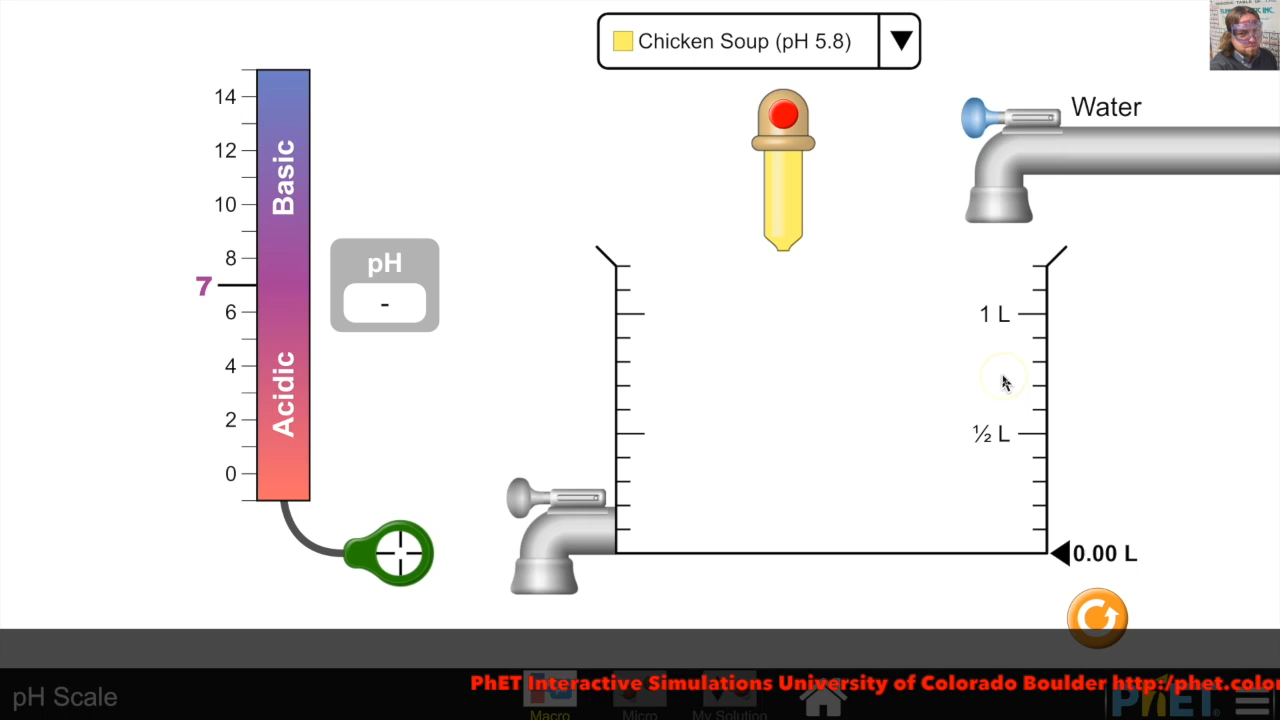 Chicken Soup (pH 5.8)
Water
14
12
10
8
7
6
4
2
0
Basic
Acidic
pH
-
1 L
½ L
0.00 L
pH Scale
Macro
Micro
My Solution
PhET Interactive Simulations University of Colorado Boulder http://phet.color
PhET